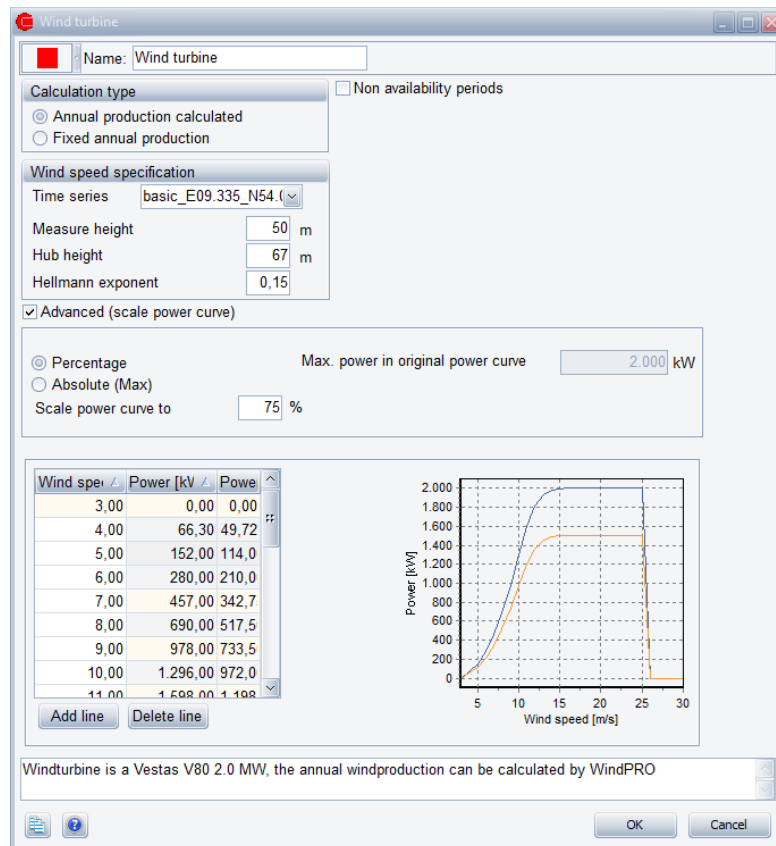 Wind turbine
Name: Wind turbine
Calculation type
Non availability periods
Annual production calculated
Fixed annual production
Wind speed specification
Time series basic_E09.335_N54.(
Measure height 50 m
Hub height 67 m
Hellmann exponent 0,15
Advanced (scale power curve)
Percentage Max. power in original power curve 2.000 kW
Absolute (Max)
Scale power curve to 75 %
Wind spe Power [kV Powe
3,00 0,00 0,00
4,00 66,30 49,72
5,00 152,00 114,0
6,00 280,00 210,0
7,00 457,00 342,7
8,00 690,00 517,5
9,00 978,00 733,5
10,00 1.296,00 972,0
11,00 1.598,00 1.198
Add line Delete line
Power [kW]
2.000
1.800
1.600
1.400
1.200
1.000
800
600
400
200
0
5 10 15 20 25 30
Wind speed [m/s]
Windturbine is a Vestas V80 2.0 MW, the annual windproduction can be calculated by WindPRO
OK Cancel